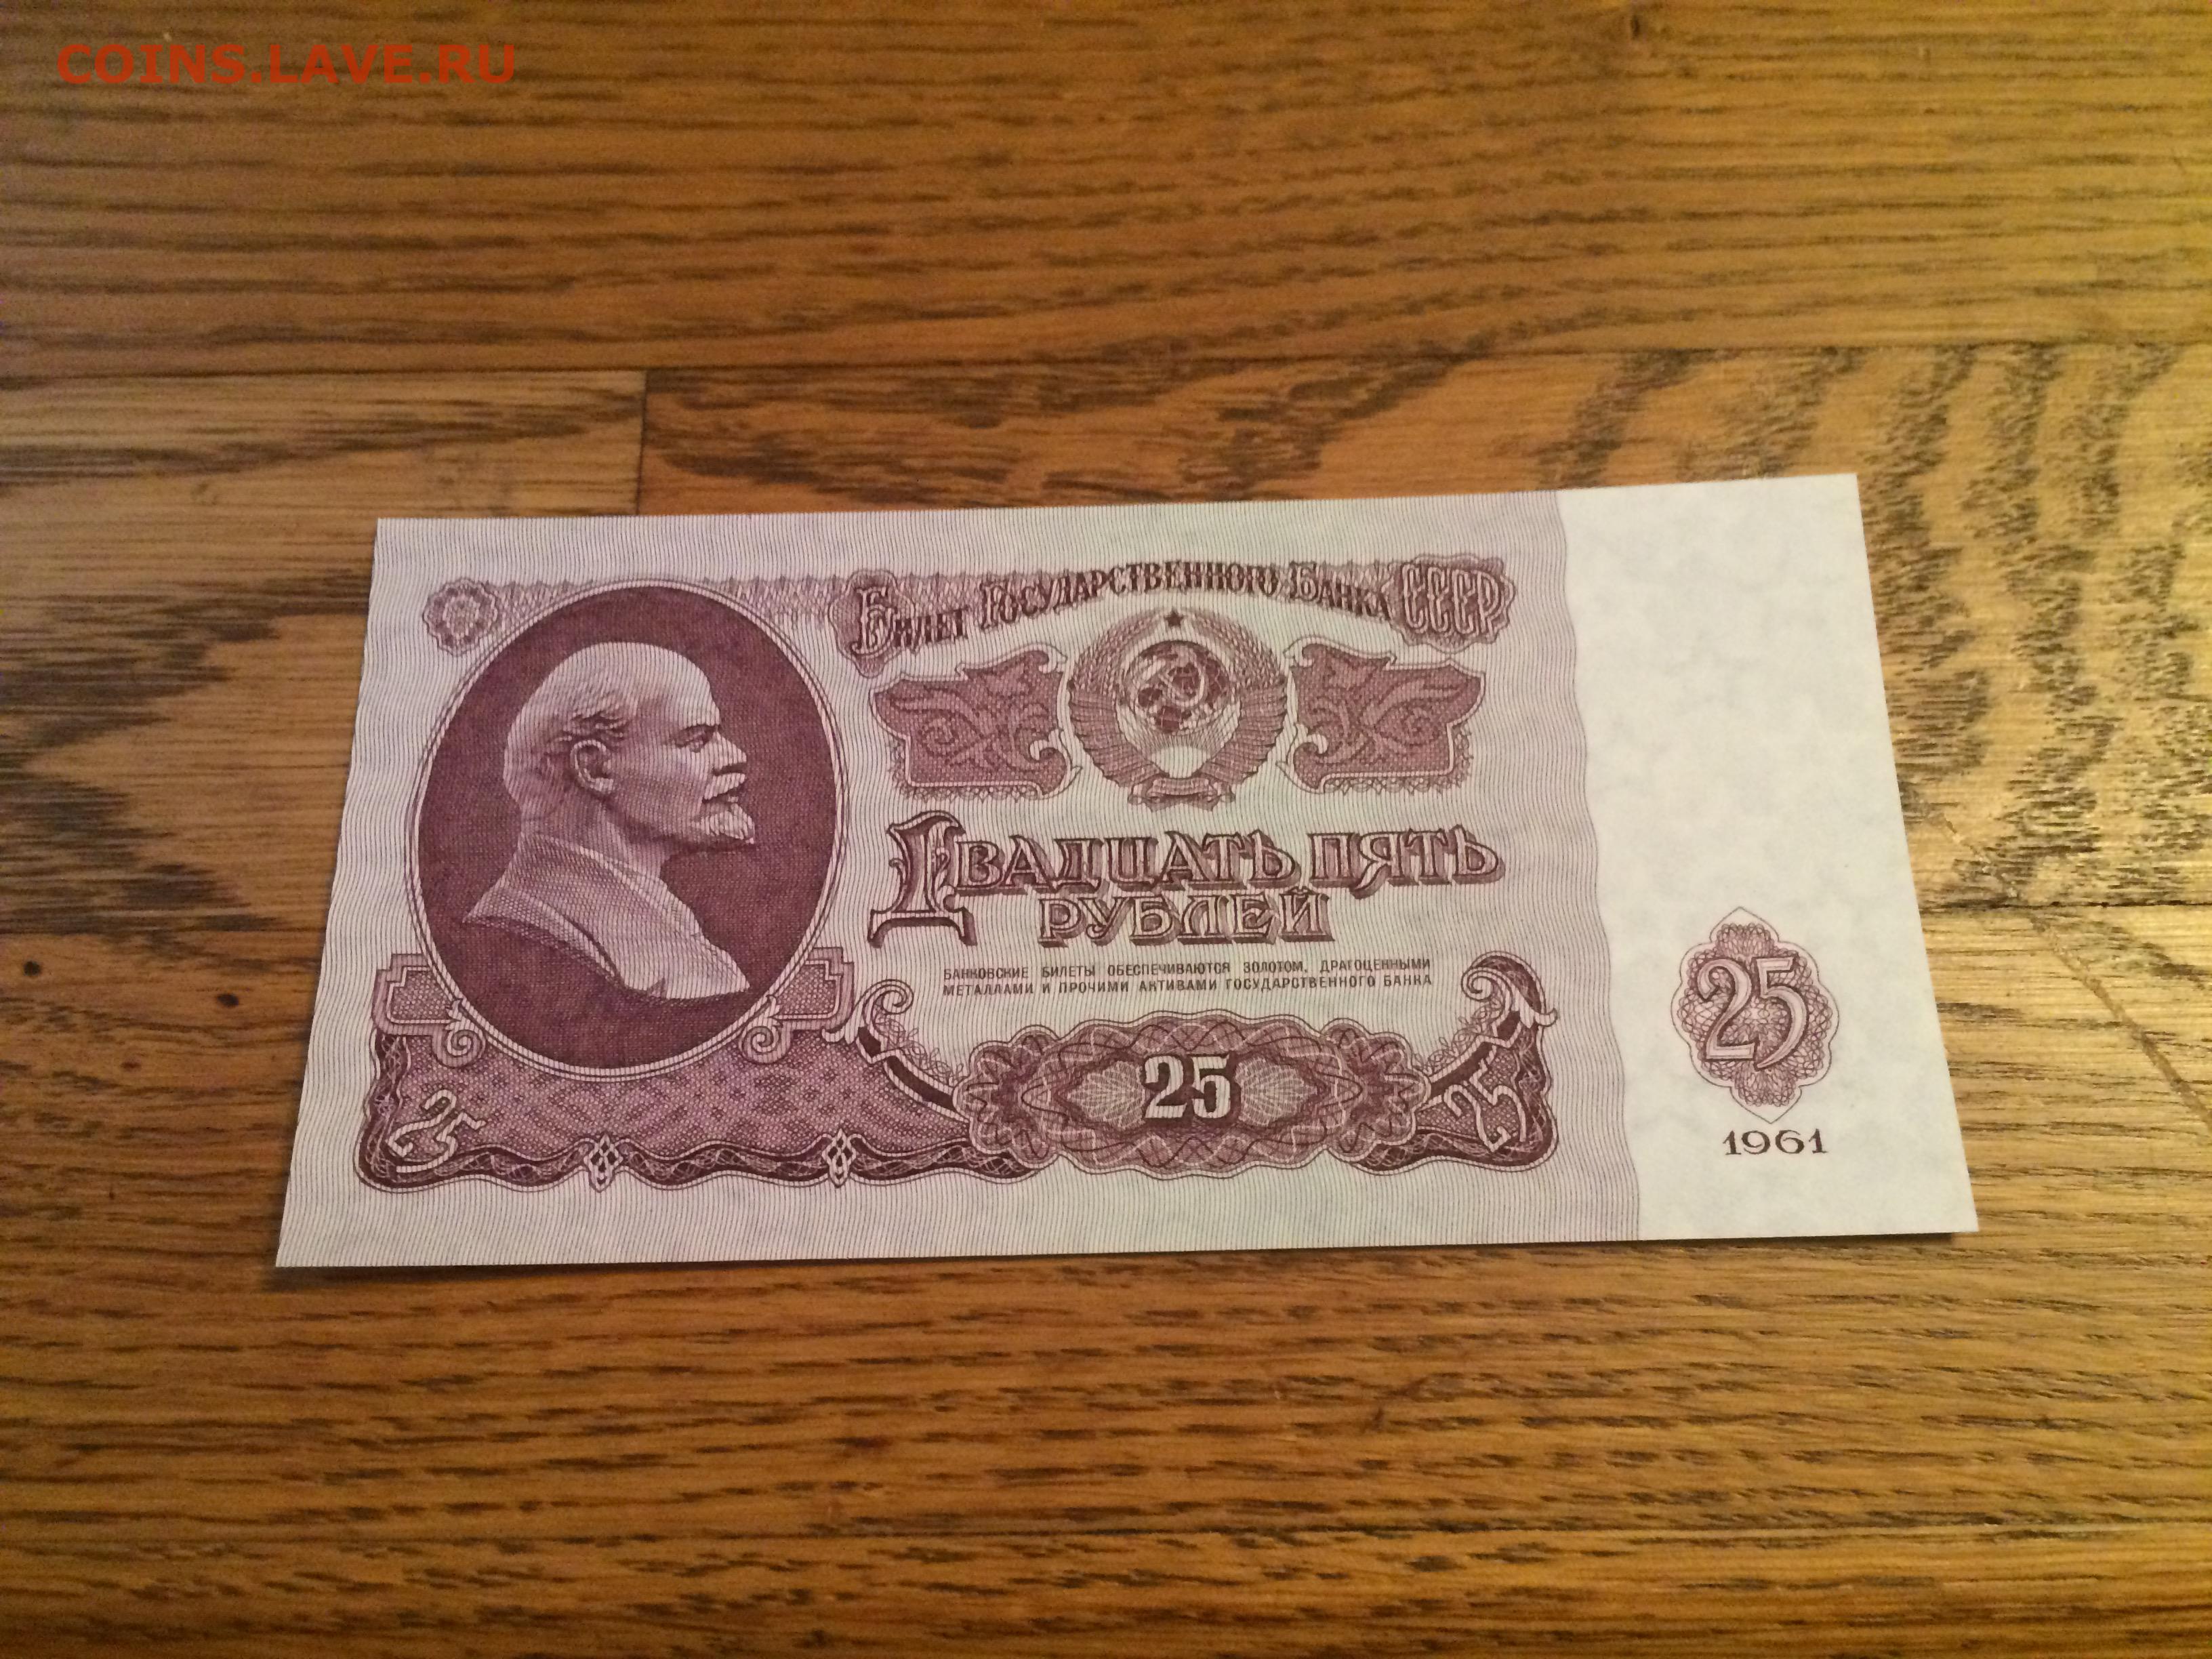 COINS.LAVE.RU
Билет Государственного Банка СССР
Двадцать пять
рублей
БАНКОВСКИЕ БИЛЕТЫ ОБЕСПЕЧИВАЮТСЯ ЗОЛОТОМ, ДРАГОЦЕННЫМИ
МЕТАЛЛАМИ И ПРОЧИМИ АКТИВАМИ ГОСУДАРСТВЕННОГО БАНКА
25
25
25
25
1961